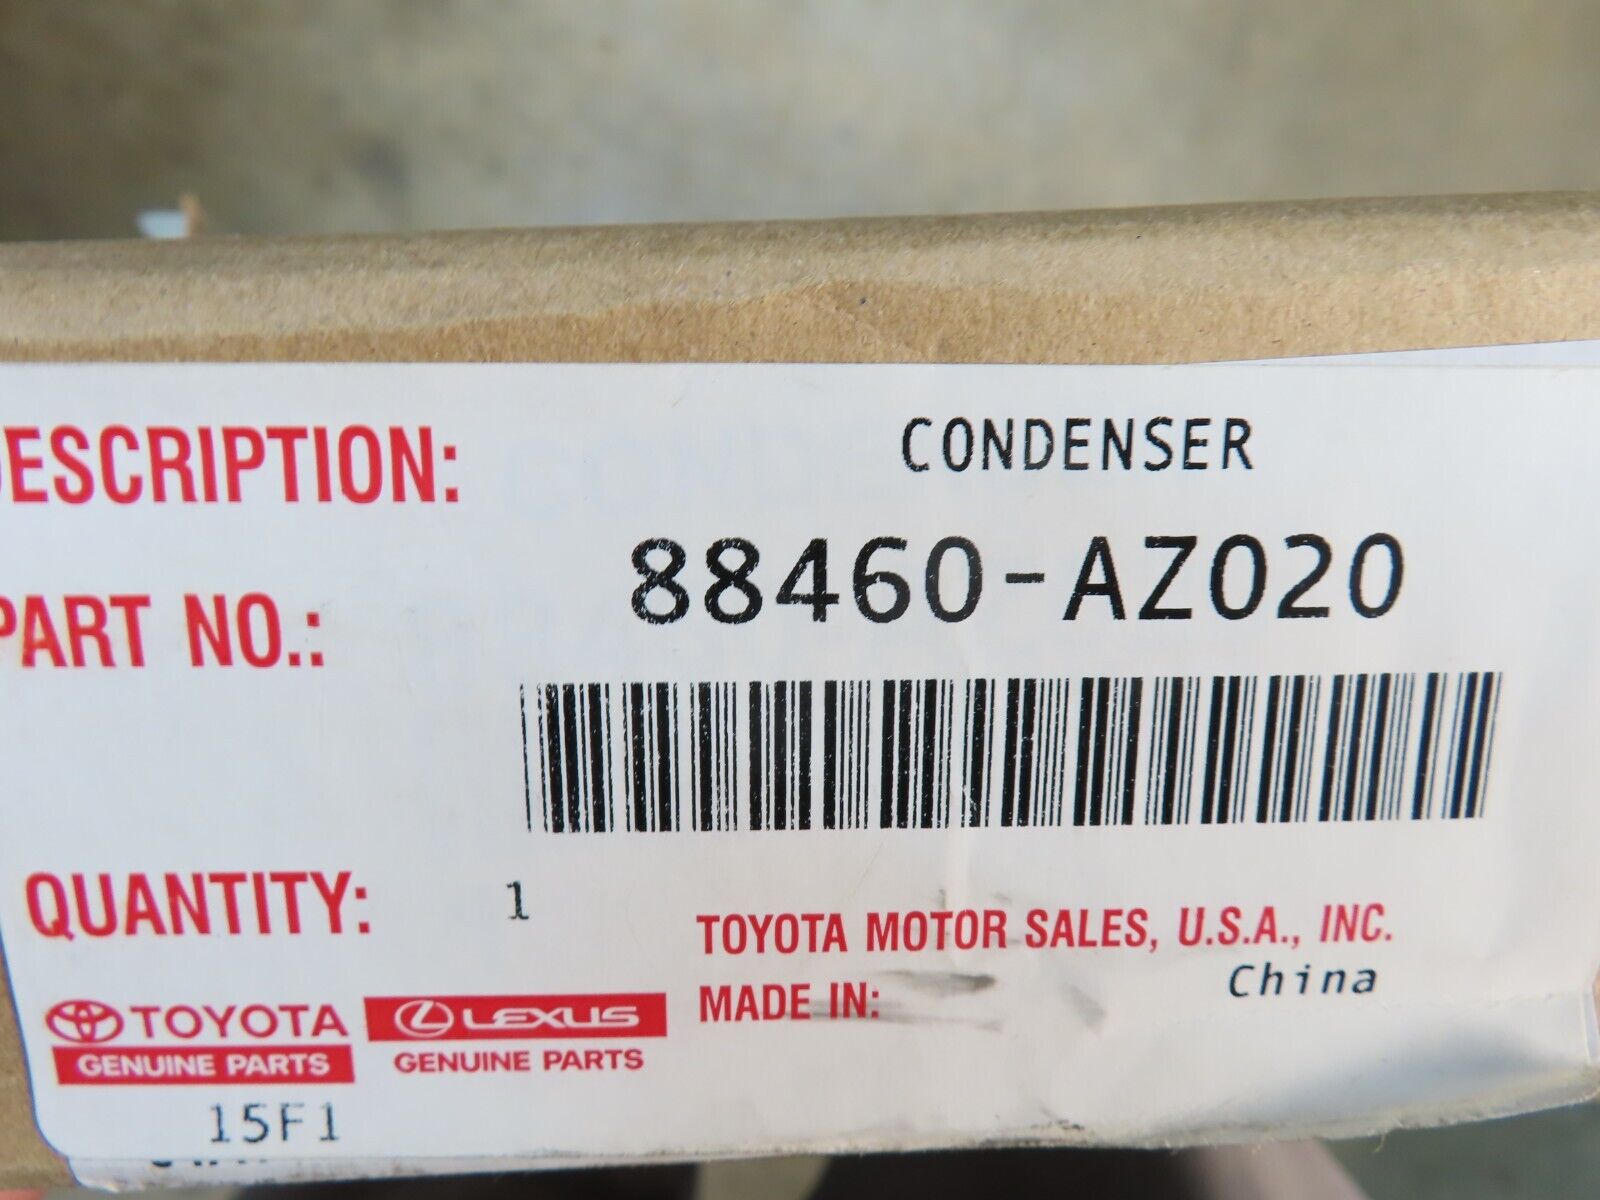 DESCRIPTION: CONDENSER
PART NO.: 88460-AZ020
QUANTITY: 1
TOYOTA MOTOR SALES, U.S.A., INC.
MADE IN: China
TOYOTA
GENUINE PARTS
LEXUS
GENUINE PARTS
15F1